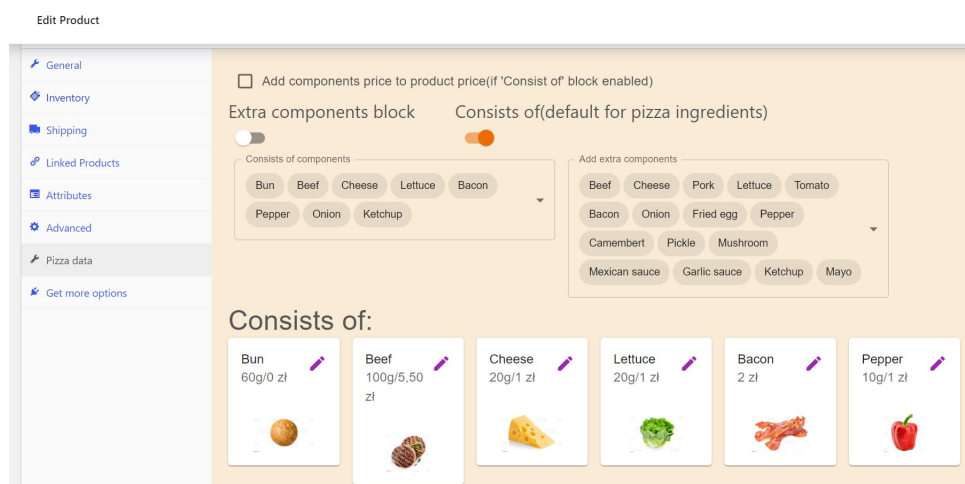 Edit Product
General
Inventory
Shipping
Linked Products
Attributes
Advanced
Pizza data
Get more options
Add components price to product price(if 'Consist of' block enabled)
Extra components block
Consists of(default for pizza ingredients)
Consists of components
Bun Beef Cheese Lettuce Bacon
Pepper Onion Ketchup
Add extra components
Beef Cheese Pork Lettuce Tomato
Bacon Onion Fried egg Pepper
Camembert Pickle Mushroom
Mexican sauce Garlic sauce Ketchup Mayo
Consists of:
Bun
60g/0 zł
Beef
100g/5,50
zł
Cheese
20g/1 zł
Lettuce
20g/1 zł
Bacon
2 zł
Pepper
10g/1 zł